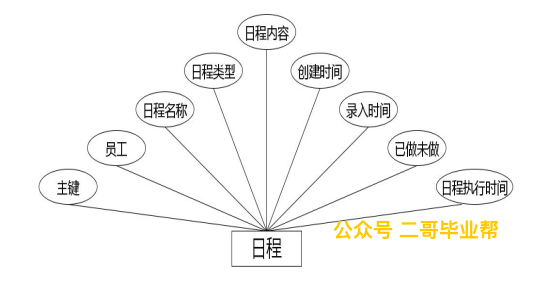 日程内容
日程类型
创建时间
日程名称
录入时间
员工
已做未做
主键
日程执行时间
公众号 二哥毕业帮
日程